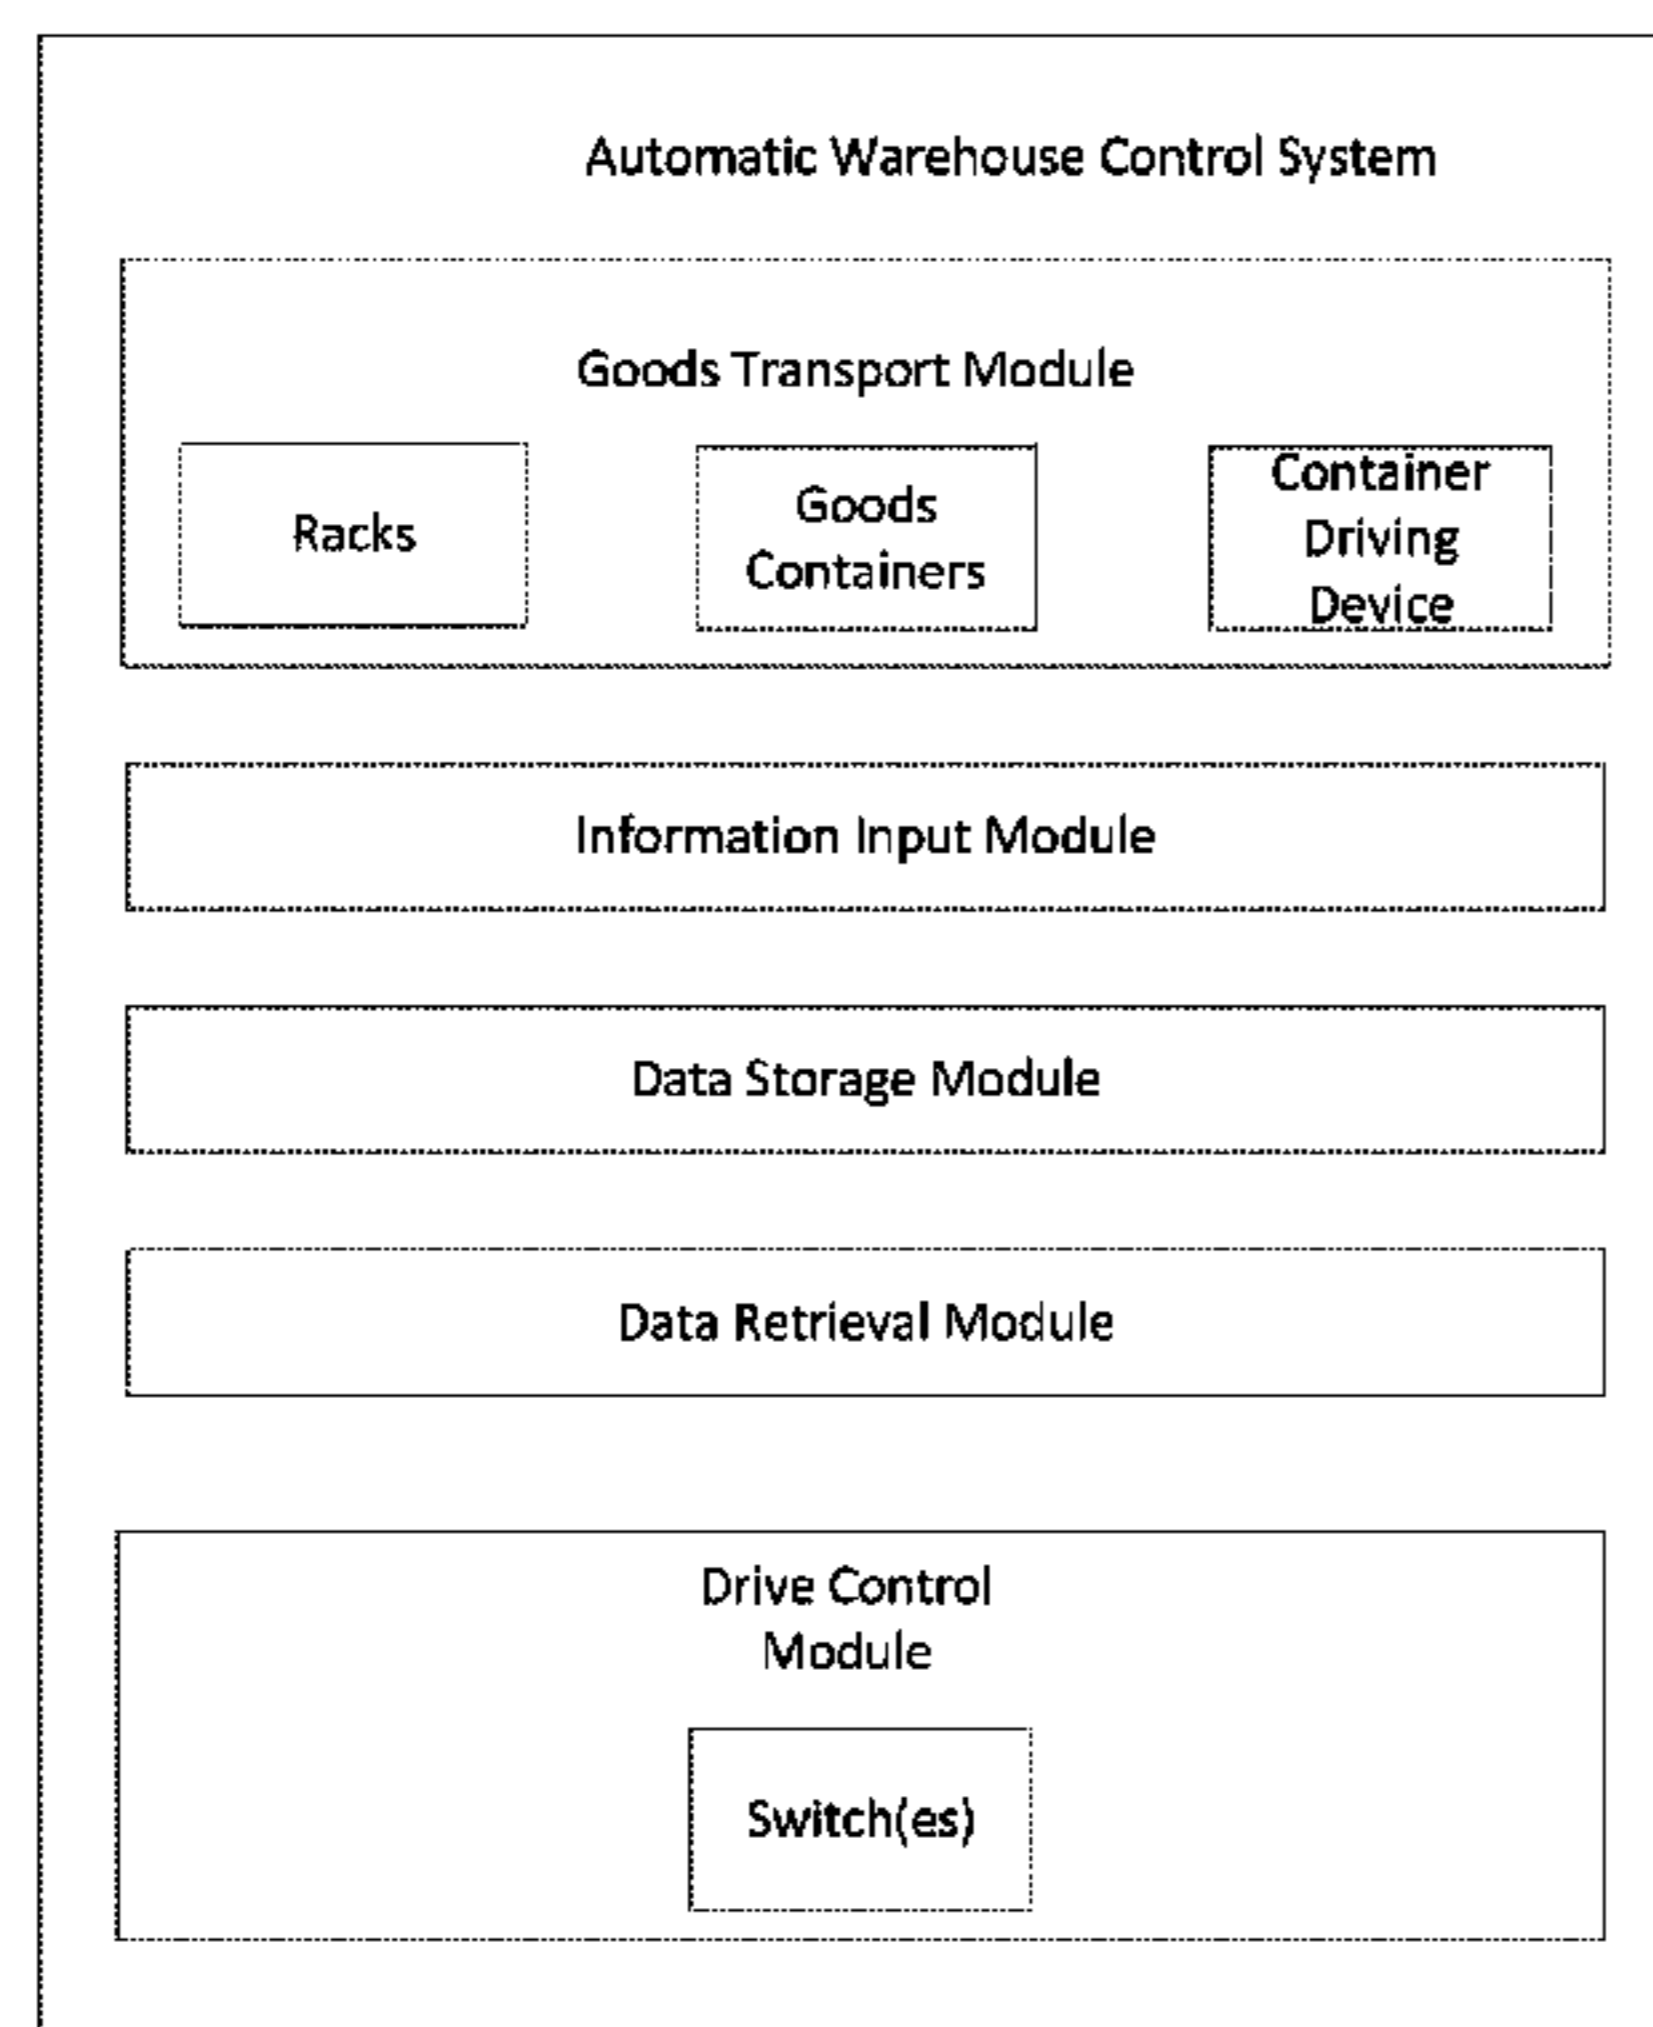 Automatic Warehouse Control System
Goods Transport Module
Racks
Goods
Containers
Container
Driving
Device
Information Input Module
Data Storage Module
Data Retrieval Module
Drive Control
Module
Switch(es)